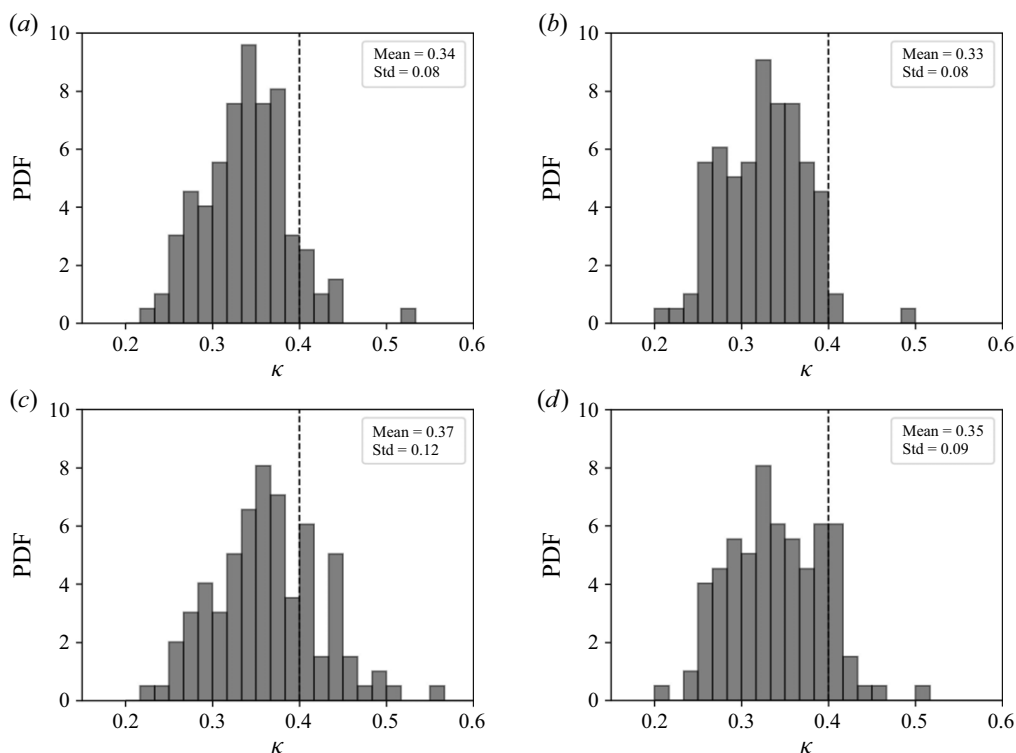 (a)
10
8
6
4
2
0
PDF
Mean = 0.34
Std = 0.08
0.2 0.3 0.4 0.5 0.6
κ
(b)
10
8
6
4
2
0
PDF
Mean = 0.33
Std = 0.08
0.2 0.3 0.4 0.5 0.6
κ
(c)
10
8
6
4
2
0
PDF
Mean = 0.37
Std = 0.12
0.2 0.3 0.4 0.5 0.6
κ
(d)
10
8
6
4
2
0
PDF
Mean = 0.35
Std = 0.09
0.2 0.3 0.4 0.5 0.6
κ